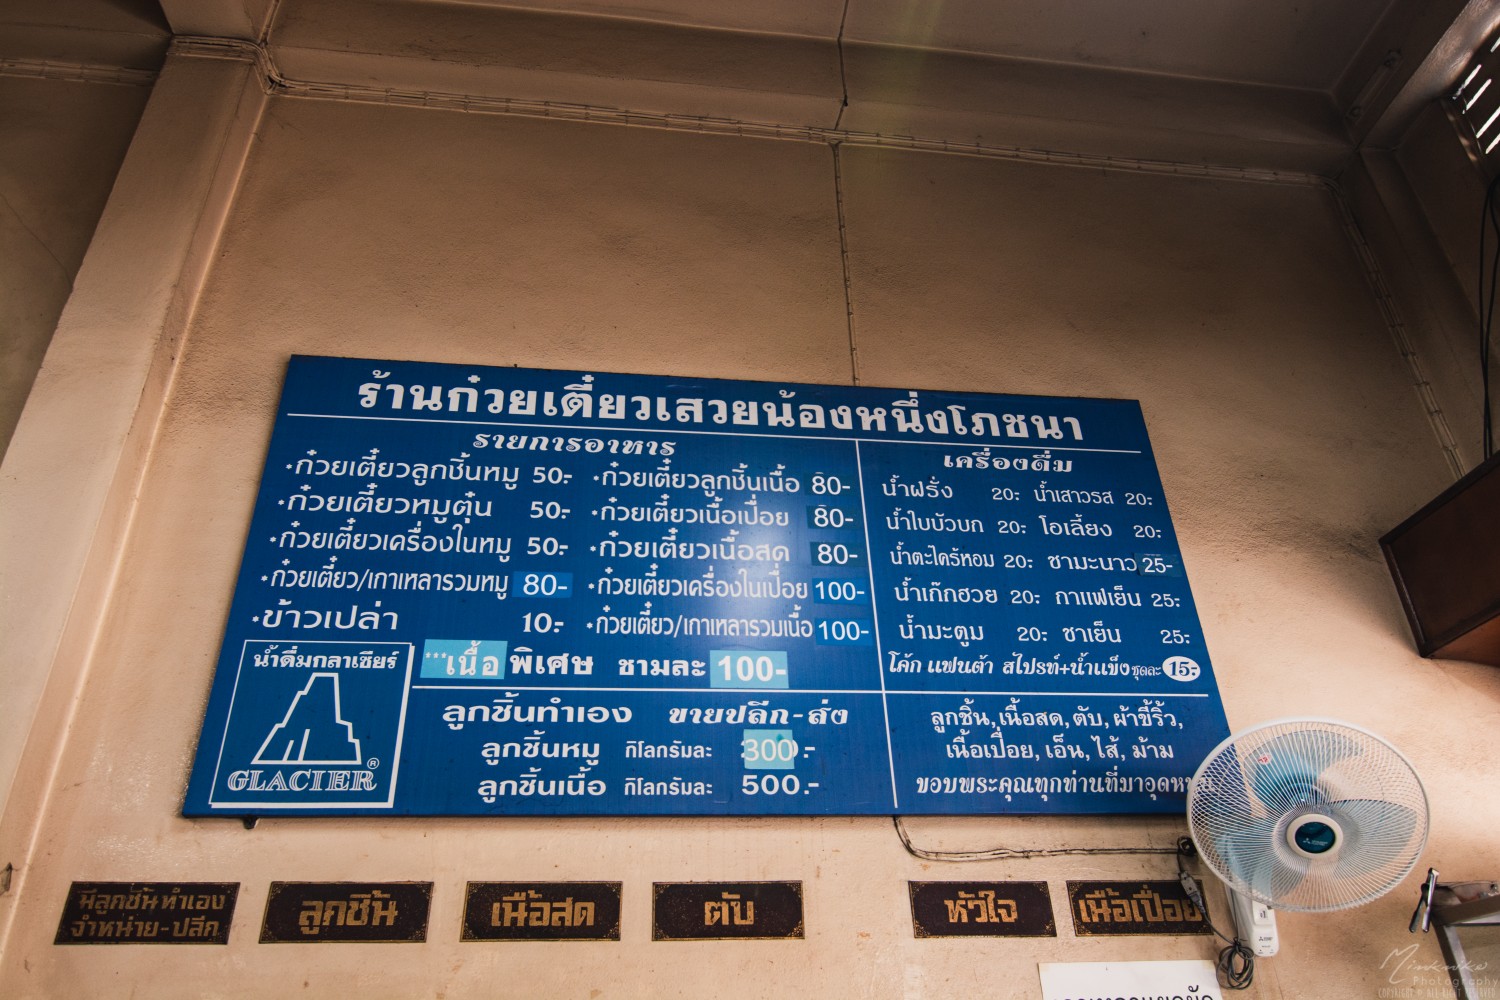 ร้านก๋วยเตี๋ยวเสวยน้องหนึ่งโภชนา
รายการอาหาร
·ก๋วยเตี๋ยวลูกชิ้นหมู 50.-
·ก๋วยเตี๋ยวหมูตุ๋น 50.-
·ก๋วยเตี๋ยวเครื่องในหมู 50.-
·ก๋วยเตี๋ยว/เกาเหลารวมหมู 80-
·ข้าวเปล่า 10.-
·ก๋วยเตี๋ยวลูกชิ้นเนื้อ 80-
·ก๋วยเตี๋ยวเนื้อเปื่อย 80-
·ก๋วยเตี๋ยวเนื้อสด 80-
·ก๋วยเตี๋ยวเครื่องในเปื่อย 100-
·ก๋วยเตี๋ยว/เกาเหลารวมเนื้อ 100-
***เนื้อ พิเศษ ชามละ 100-
เครื่องดื่ม
น้ำฝรั่ง 20.- น้ำเสาวรส 20.-
น้ำใบบัวบก 20.- โอเลี้ยง 20.-
น้ำตะไคร้หอม 20.- ชามะนาว 25-
น้ำเก๊กฮวย 20.- กาแฟเย็น 25.-
น้ำมะตูม 20.- ชาเย็น 25.-
โค้ก แฟนต้า สไปรท์+น้ำแข็งชุดละ 15.-
น้ำดื่มกลาเซียร์
GLACIER®
ลูกชิ้นทำเอง ขายปลีก-ส่ง
ลูกชิ้นหมู กิโลกรัมละ 300.-
ลูกชิ้นเนื้อ กิโลกรัมละ 500.-
ลูกชิ้น, เนื้อสด, ตับ, ผ้าขี้ริ้ว,
เนื้อเปื่อย, เอ็น, ไส้, ม้าม
ขอบพระคุณทุกท่านที่มาอุดหนุน
มีลูกชิ้น ทำเอง
จำหน่าย-ปลีก
ลูกชิ้น
เนื้อสด
ตับ
หัวใจ
เนื้อเปื่อย
Minkwike
Photography